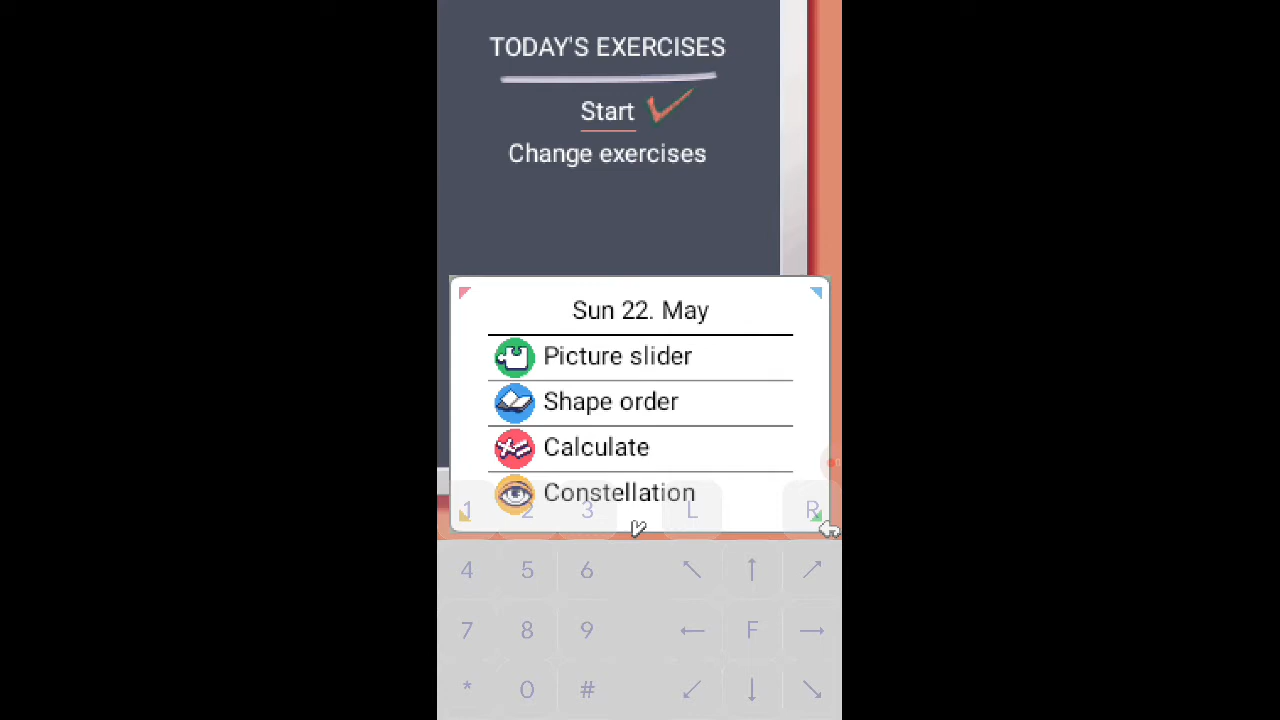 TODAY'S EXERCISES
Start
Change exercises
Sun 22. May
Picture slider
Shape order
Calculate
Constellation
1 2 3 L R
4 5 6 ↖ ↑ ↗
7 8 9 ← F →
* 0 # ↙ ↓ ↘